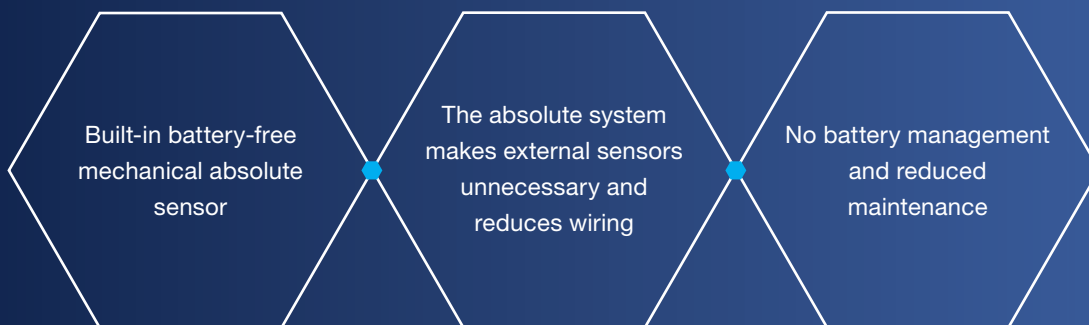 Built-in battery-free
mechanical absolute
sensor
The absolute system
makes external sensors
unnecessary and
reduces wiring
No battery management
and reduced
maintenance